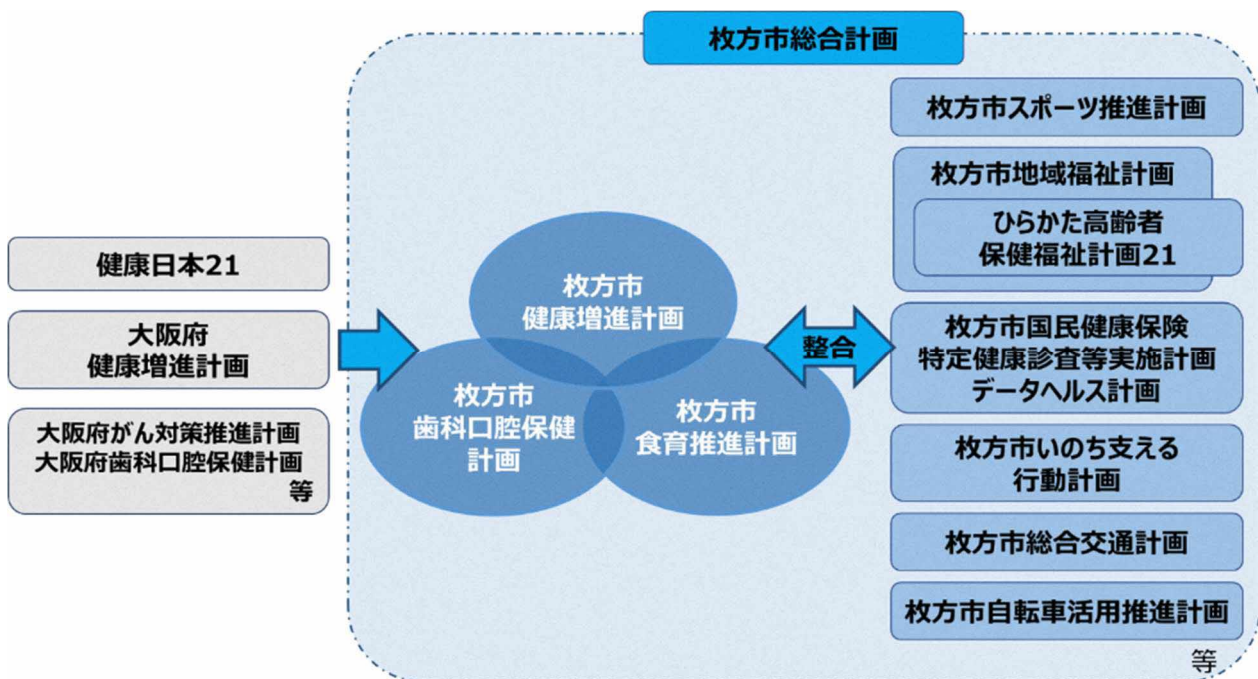 枚方市総合計画
健康日本21
大阪府
健康増進計画
大阪府がん対策推進計画
大阪府歯科口腔保健計画
等
枚方市
健康増進計画
枚方市
歯科口腔保健
計画
枚方市
食育推進計画
整合
枚方市スポーツ推進計画
枚方市地域福祉計画
ひらかた高齢者
保健福祉計画21
枚方市国民健康保険
特定健康診査等実施計画
データヘルス計画
枚方市いのち支える
行動計画
枚方市総合交通計画
枚方市自転車活用推進計画
等